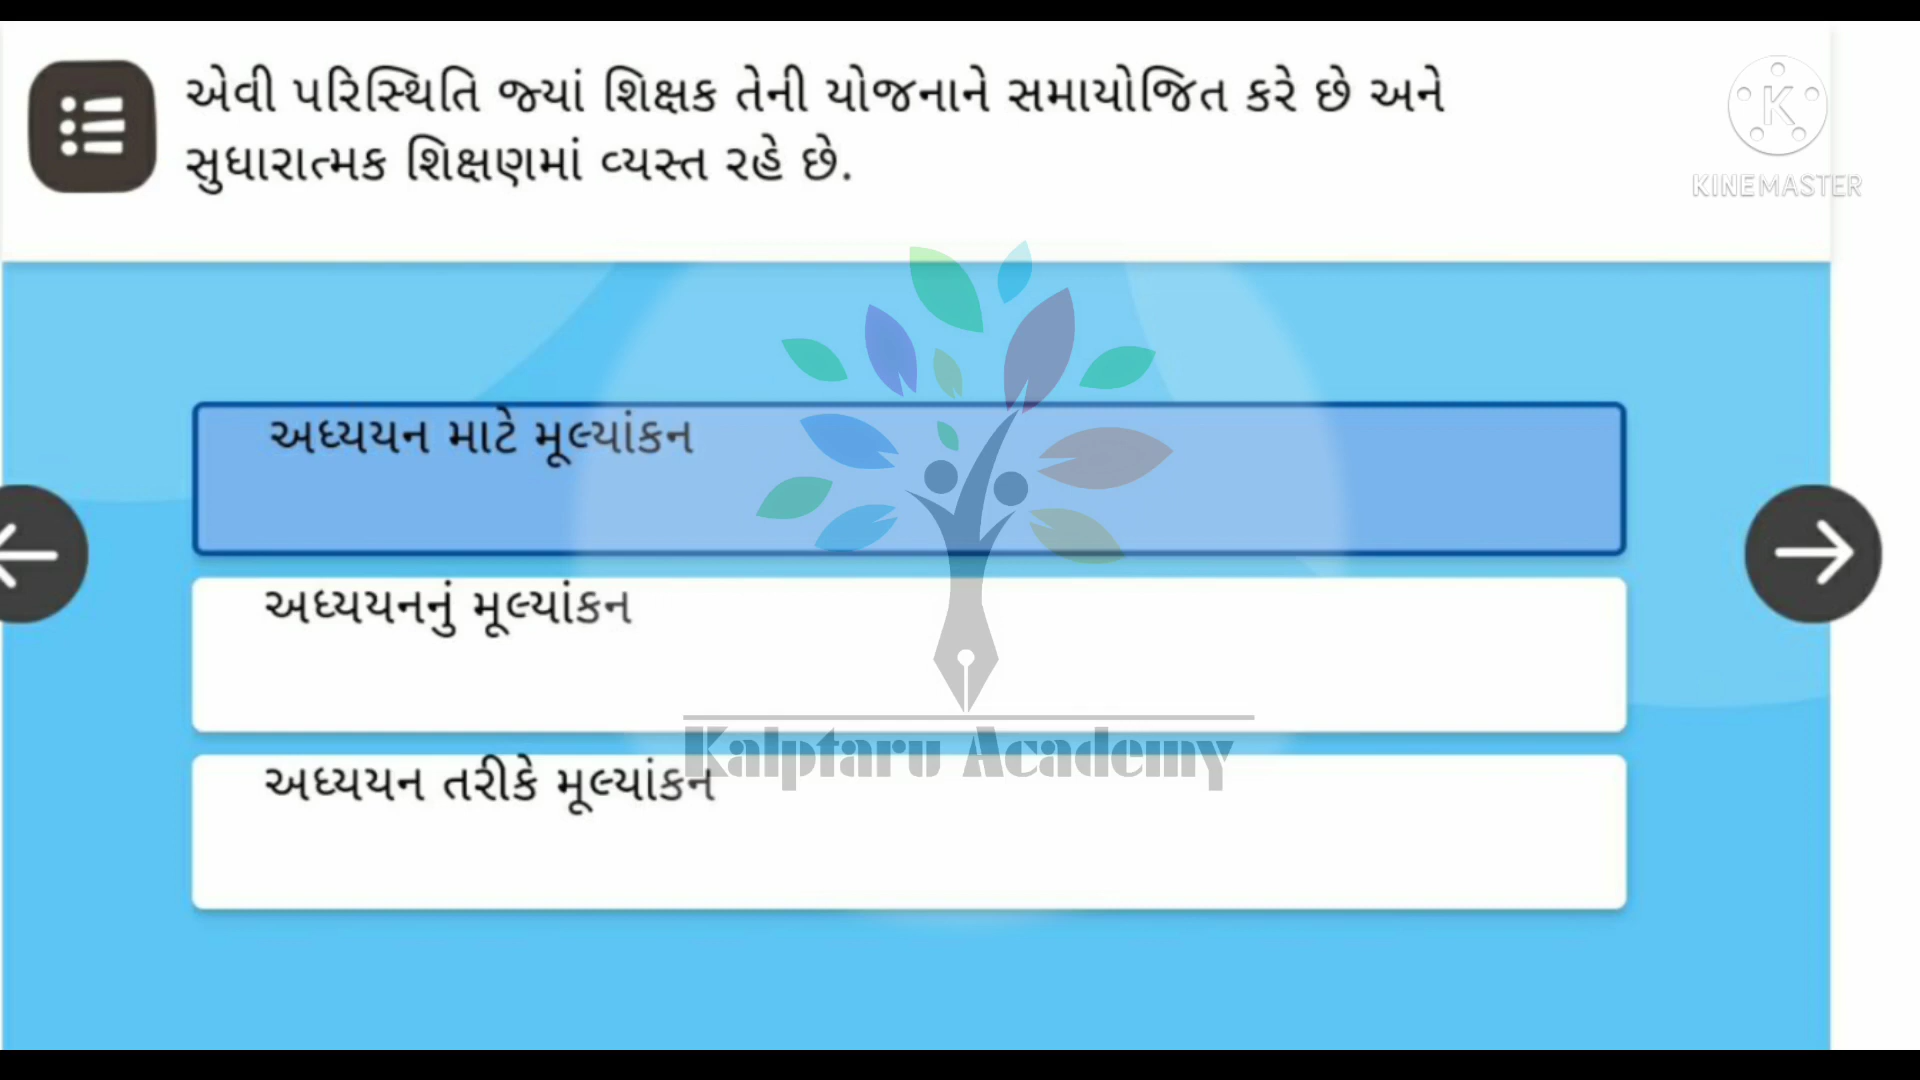 એવી પરિસ્થિતિ જ્યાં શિક્ષક તેની યોજનાને સમાયોજિત કરે છે અને
સુધારાત્મક શિક્ષણમાં વ્યસ્ત રહે છે.
K
KINEMASTER
અધ્યયન માટે મૂલ્યાંકન
અધ્યયનનું મૂલ્યાંકન
Kalptaru Academy
અધ્યયન તરીકે મૂલ્યાંકન